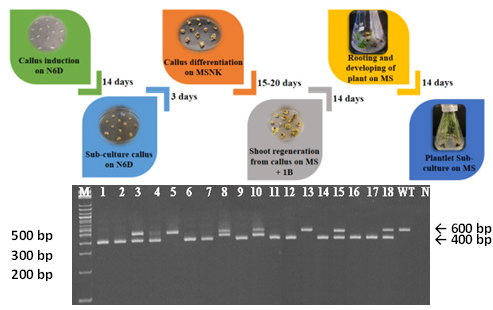 Callus induction
on N6D
14 days
Sub-culture callus
on N6D
3 days
Callus differentiation
on MSNK
15-20 days
Shoot regeneration
from callus on MS
+ 1B
14 days
Rooting and
developing of
plant on MS
14 days
Plantlet Sub-
culture on MS
M 1 2 3 4 5 6 7 8 9 10 11 12 13 14 15 16 17 18 WT N
500 bp
300 bp
200 bp
← 600 bp
← 400 bp